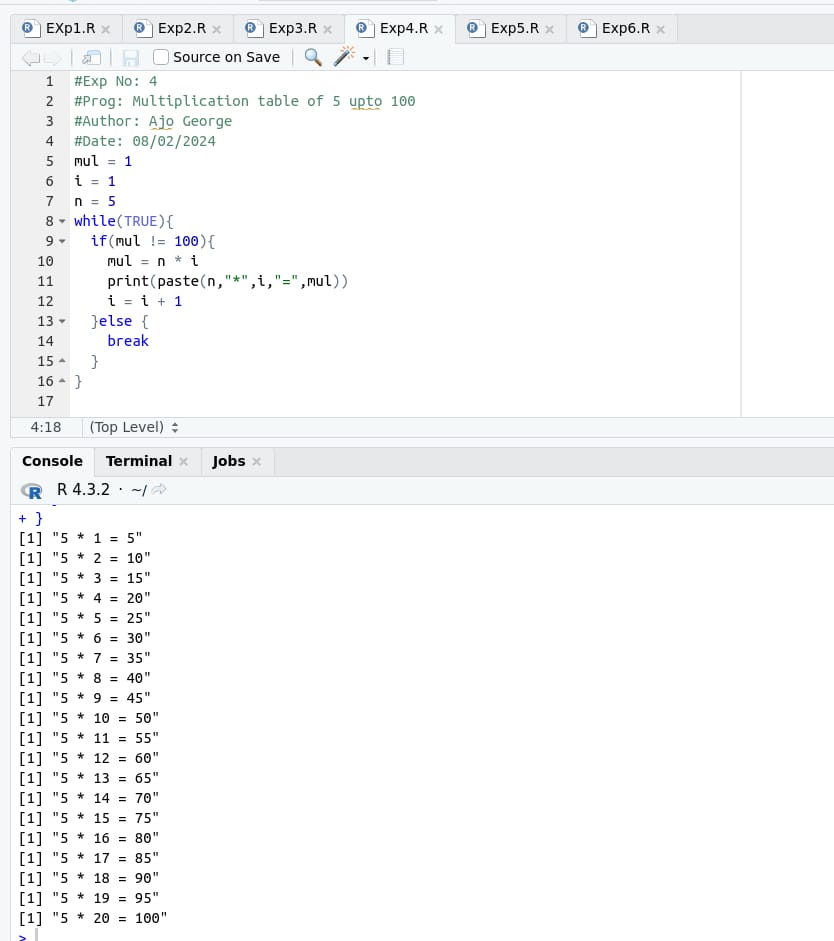 EXp1.R × Exp2.R × Exp3.R × Exp4.R × Exp5.R × Exp6.R ×
Source on Save
1 #Exp No: 4
2 #Prog: Multiplication table of 5 upto 100
3 #Author: Ajo George
4 #Date: 08/02/2024
5 mul = 1
6 i = 1
7 n = 5
8 while(TRUE){
9 if(mul != 100){
10 mul = n * i
11 print(paste(n,"*",i,"=",mul))
12 i = i + 1
13 }else {
14 break
15 }
16 }
17
4:18 (Top Level)
Console Terminal × Jobs ×
R R 4.3.2 · ~/
+ }
[1] "5 * 1 = 5"
[1] "5 * 2 = 10"
[1] "5 * 3 = 15"
[1] "5 * 4 = 20"
[1] "5 * 5 = 25"
[1] "5 * 6 = 30"
[1] "5 * 7 = 35"
[1] "5 * 8 = 40"
[1] "5 * 9 = 45"
[1] "5 * 10 = 50"
[1] "5 * 11 = 55"
[1] "5 * 12 = 60"
[1] "5 * 13 = 65"
[1] "5 * 14 = 70"
[1] "5 * 15 = 75"
[1] "5 * 16 = 80"
[1] "5 * 17 = 85"
[1] "5 * 18 = 90"
[1] "5 * 19 = 95"
[1] "5 * 20 = 100"
>